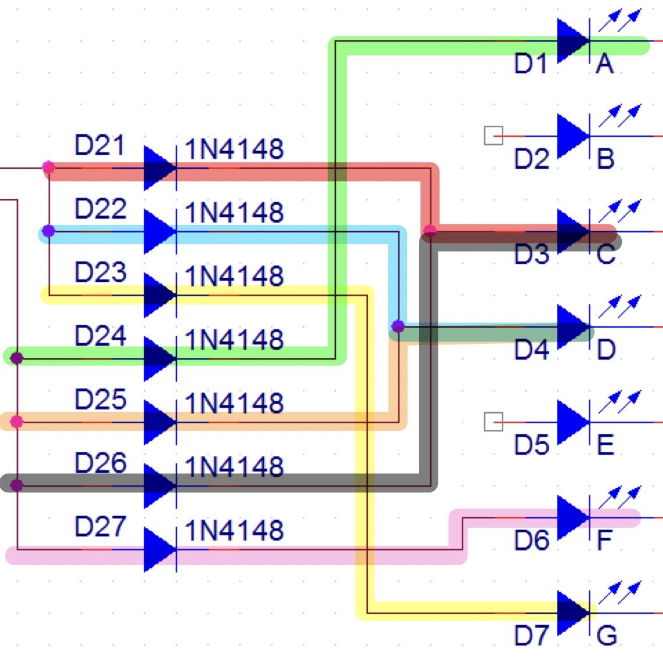 D1 A
D21 1N4148
D2 B
D22 1N4148
D3 C
D23 1N4148
D24 1N4148
D4 D
D25 1N4148
D5 E
D26 1N4148
D27 1N4148
D6 F
D7 G